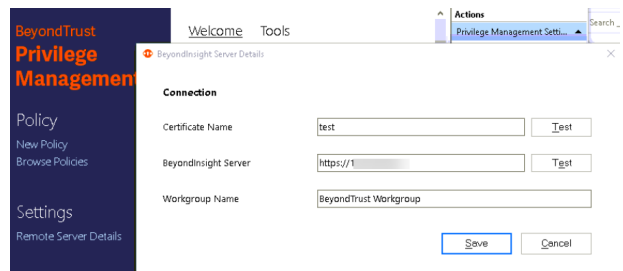 BeyondTrust
Privilege
Management
Policy
New Policy
Browse Policies
Settings
Remote Server Details
Welcome Tools
Actions
Privilege Management Setti...
Search
BeyondInsight Server Details
Connection
Certificate Name test Test
BeyondInsight Server https://1 Test
Workgroup Name BeyondTrust Workgroup
Save Cancel